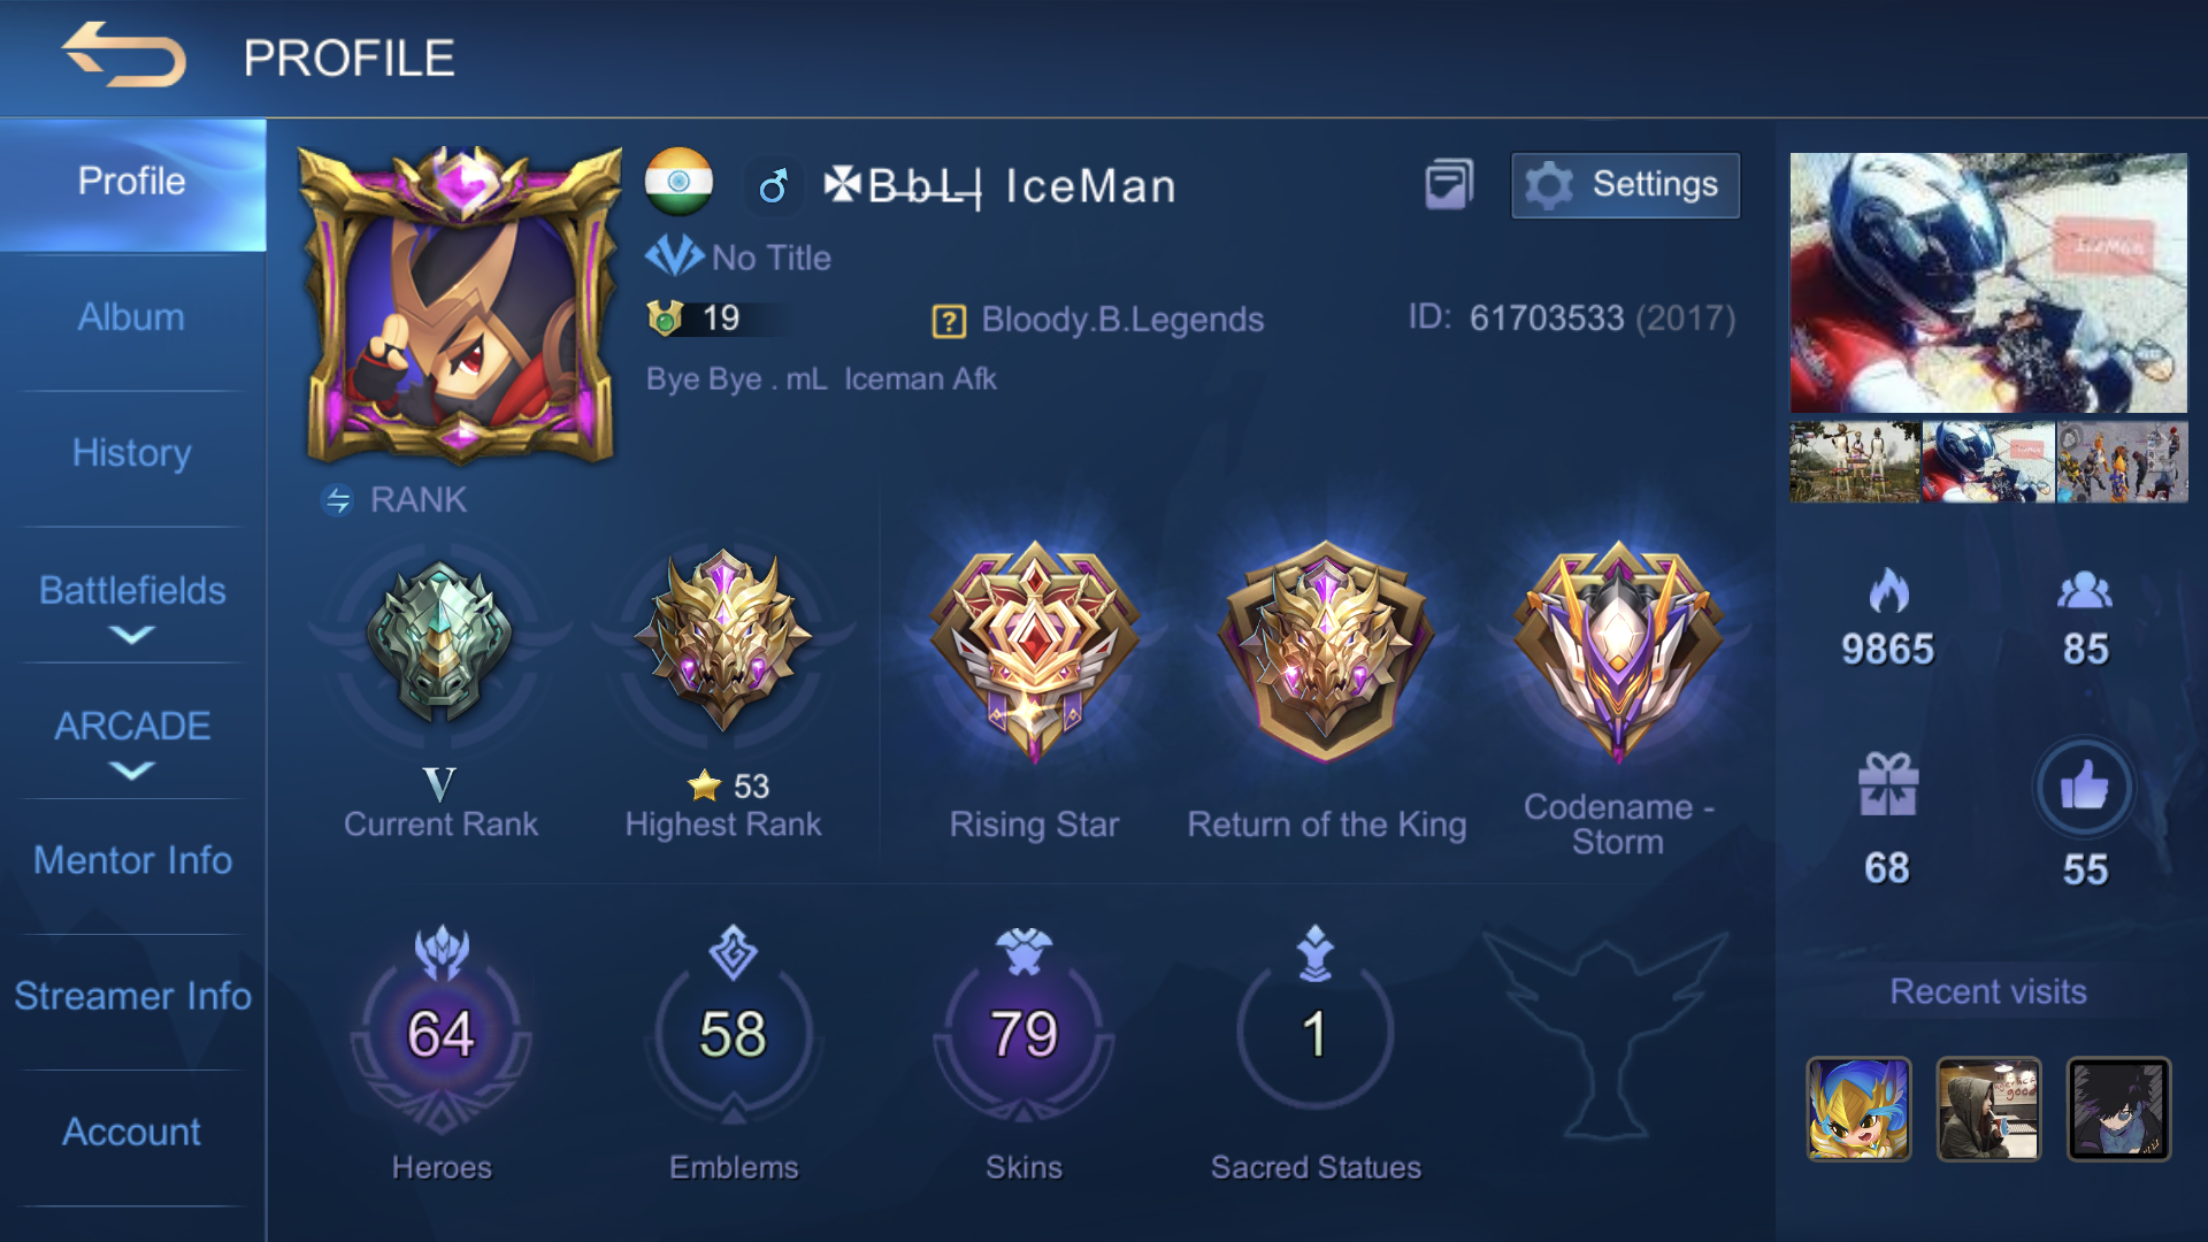 PROFILE
Profile
Album
History
Battlefields
ARCADE
Mentor Info
Streamer Info
Account
✠B̶b̶L̶| IceMan
Settings
No Title
19
Bloody.B.Legends
ID: 61703533 (2017)
Bye Bye . mL Iceman Afk
IceMan
RANK
V
Current Rank
53
Highest Rank
Rising Star
Return of the King
Codename -
Storm
9865
85
68
55
64
Heroes
58
Emblems
79
Skins
1
Sacred Statues
Recent visits